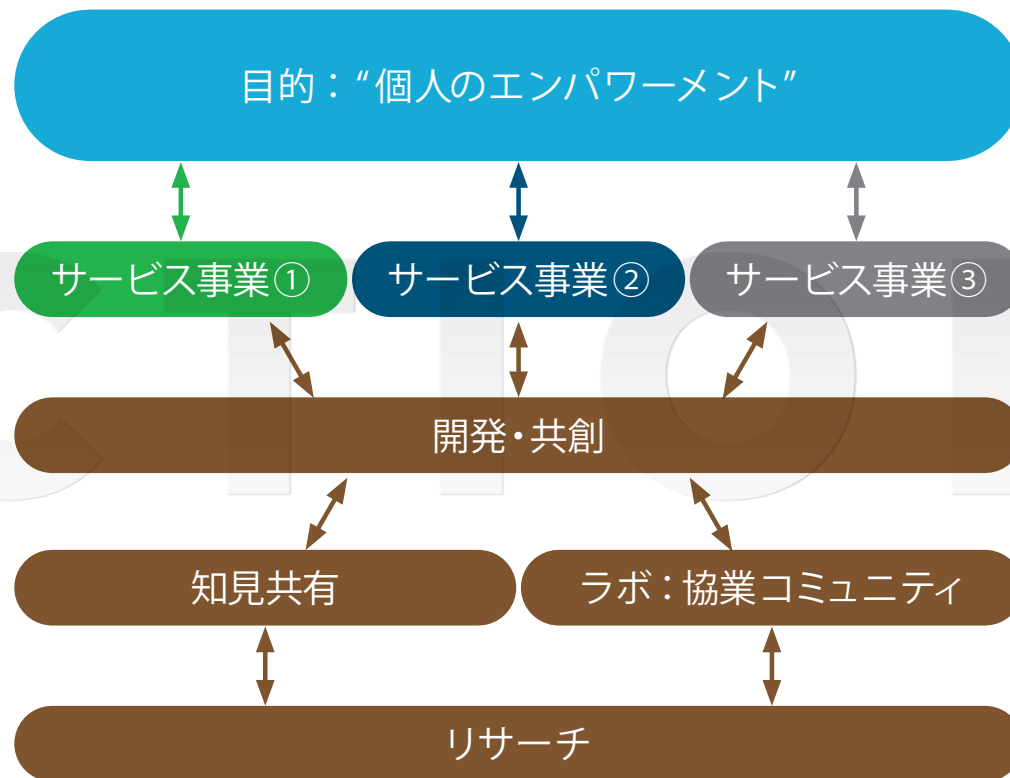 目的：“個人のエンパワーメント”
サービス事業①
サービス事業②
サービス事業③
開発・共創
知見共有
ラボ：協業コミュニティ
リサーチ